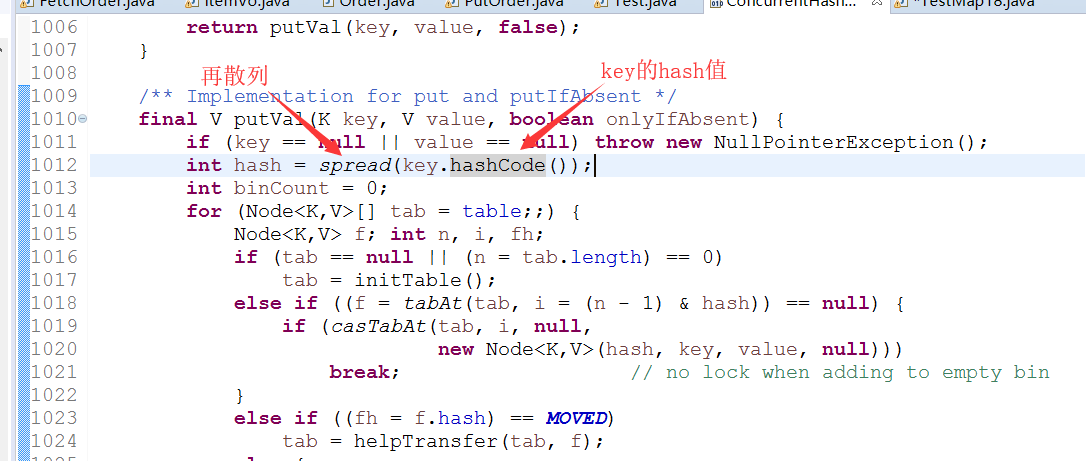 FetchOrder.java ItemVo.java Order.java PutOrder.java Test.java ConcurrentHash... *TestMap18.java
1006 return putVal(key, value, false);
1007 }
1008
再散列 key的hash值
1009 /** Implementation for put and putIfAbsent */
1010 final V putVal(K key, V value, boolean onlyIfAbsent) {
1011 if (key == null || value == null) throw new NullPointerException();
1012 int hash = spread(key.hashCode());
1013 int binCount = 0;
1014 for (Node<K,V>[] tab = table;;) {
1015 Node<K,V> f; int n, i, fh;
1016 if (tab == null || (n = tab.length) == 0)
1017 tab = initTable();
1018 else if ((f = tabAt(tab, i = (n - 1) & hash)) == null) {
1019 if (casTabAt(tab, i, null,
1020 new Node<K,V>(hash, key, value, null)))
1021 break; // no lock when adding to empty bin
1022 }
1023 else if ((fh = f.hash) == MOVED)
1024 tab = helpTransfer(tab, f);